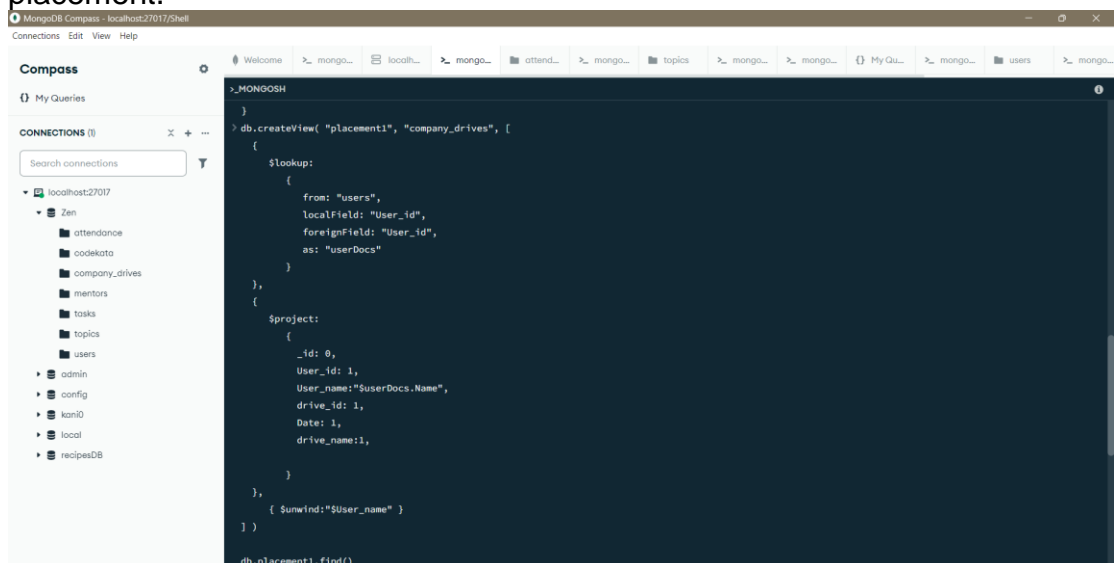 placement.
MongoDB Compass - localhost:27017/Shell
Connections Edit View Help
Compass
Welcome >_ mongo... localh... >_ mongo... attend... >_ mongo... topics >_ mongo... >_ mongo... {} My Qu... >_ mongo... users >_ mongo...
{} My Queries
CONNECTIONS (1)
Search connections
localhost:27017
Zen
attendance
codekata
company_drives
mentors
tasks
topics
users
admin
config
kani0
local
recipesDB
>_MONGOSH
}
> db.createView( "placement1", "company_drives", [
{
$lookup:
{
from: "users",
localField: "User_id",
foreignField: "User_id",
as: "userDocs"
}
},
{
$project:
{
_id: 0,
User_id: 1,
User_name:"$userDocs.Name",
drive_id: 1,
Date: 1,
drive_name:1,
}
},
{ $unwind:"$User_name" }
] )
db.placement1.find()